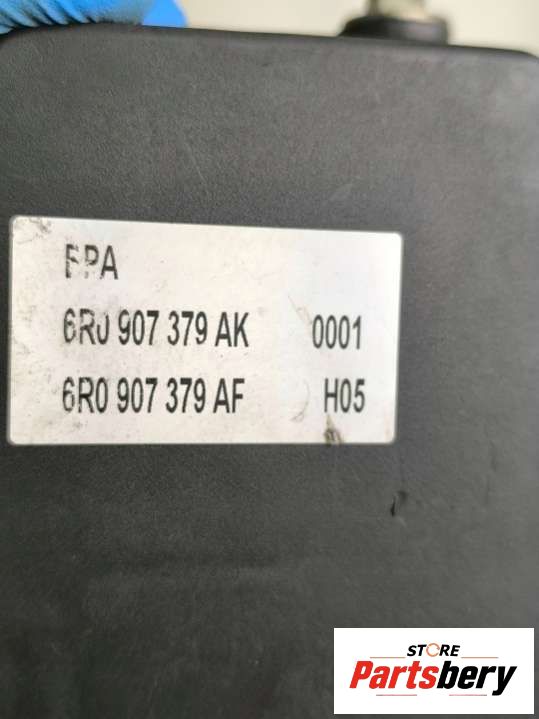 6R0 907 379 AK 0001
6R0 907 379 AF H05
STORE
Partsbery